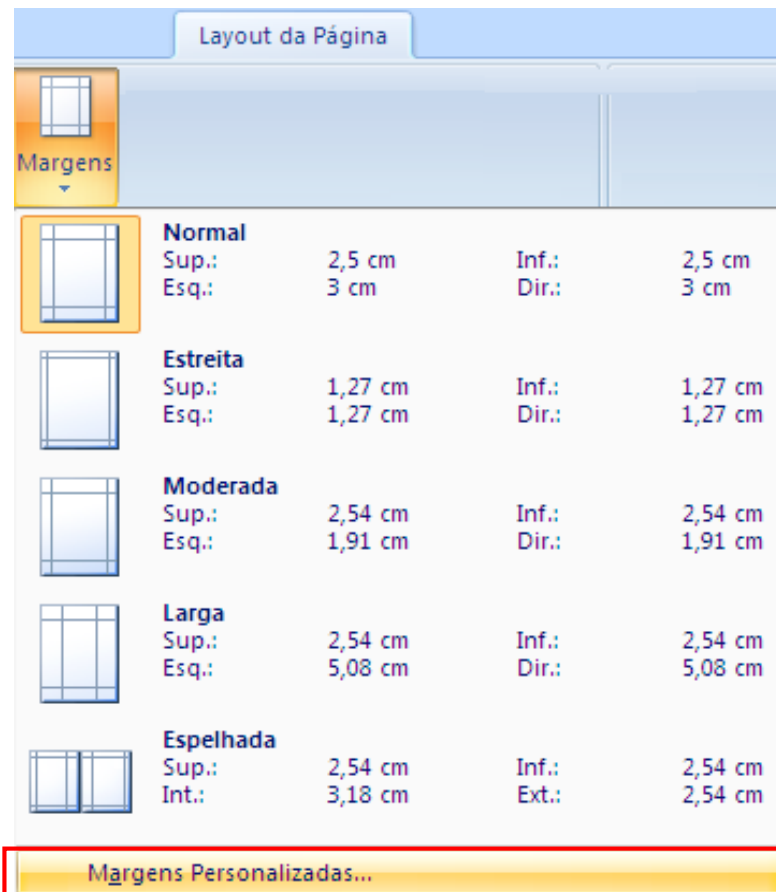 Layout da Página
Margens
Normal
Sup.: 2,5 cm Inf.: 2,5 cm
Esq.: 3 cm Dir.: 3 cm
Estreita
Sup.: 1,27 cm Inf.: 1,27 cm
Esq.: 1,27 cm Dir.: 1,27 cm
Moderada
Sup.: 2,54 cm Inf.: 2,54 cm
Esq.: 1,91 cm Dir.: 1,91 cm
Larga
Sup.: 2,54 cm Inf.: 2,54 cm
Esq.: 5,08 cm Dir.: 5,08 cm
Espelhada
Sup.: 2,54 cm Inf.: 2,54 cm
Int.: 3,18 cm Ext.: 2,54 cm
Margens Personalizadas...